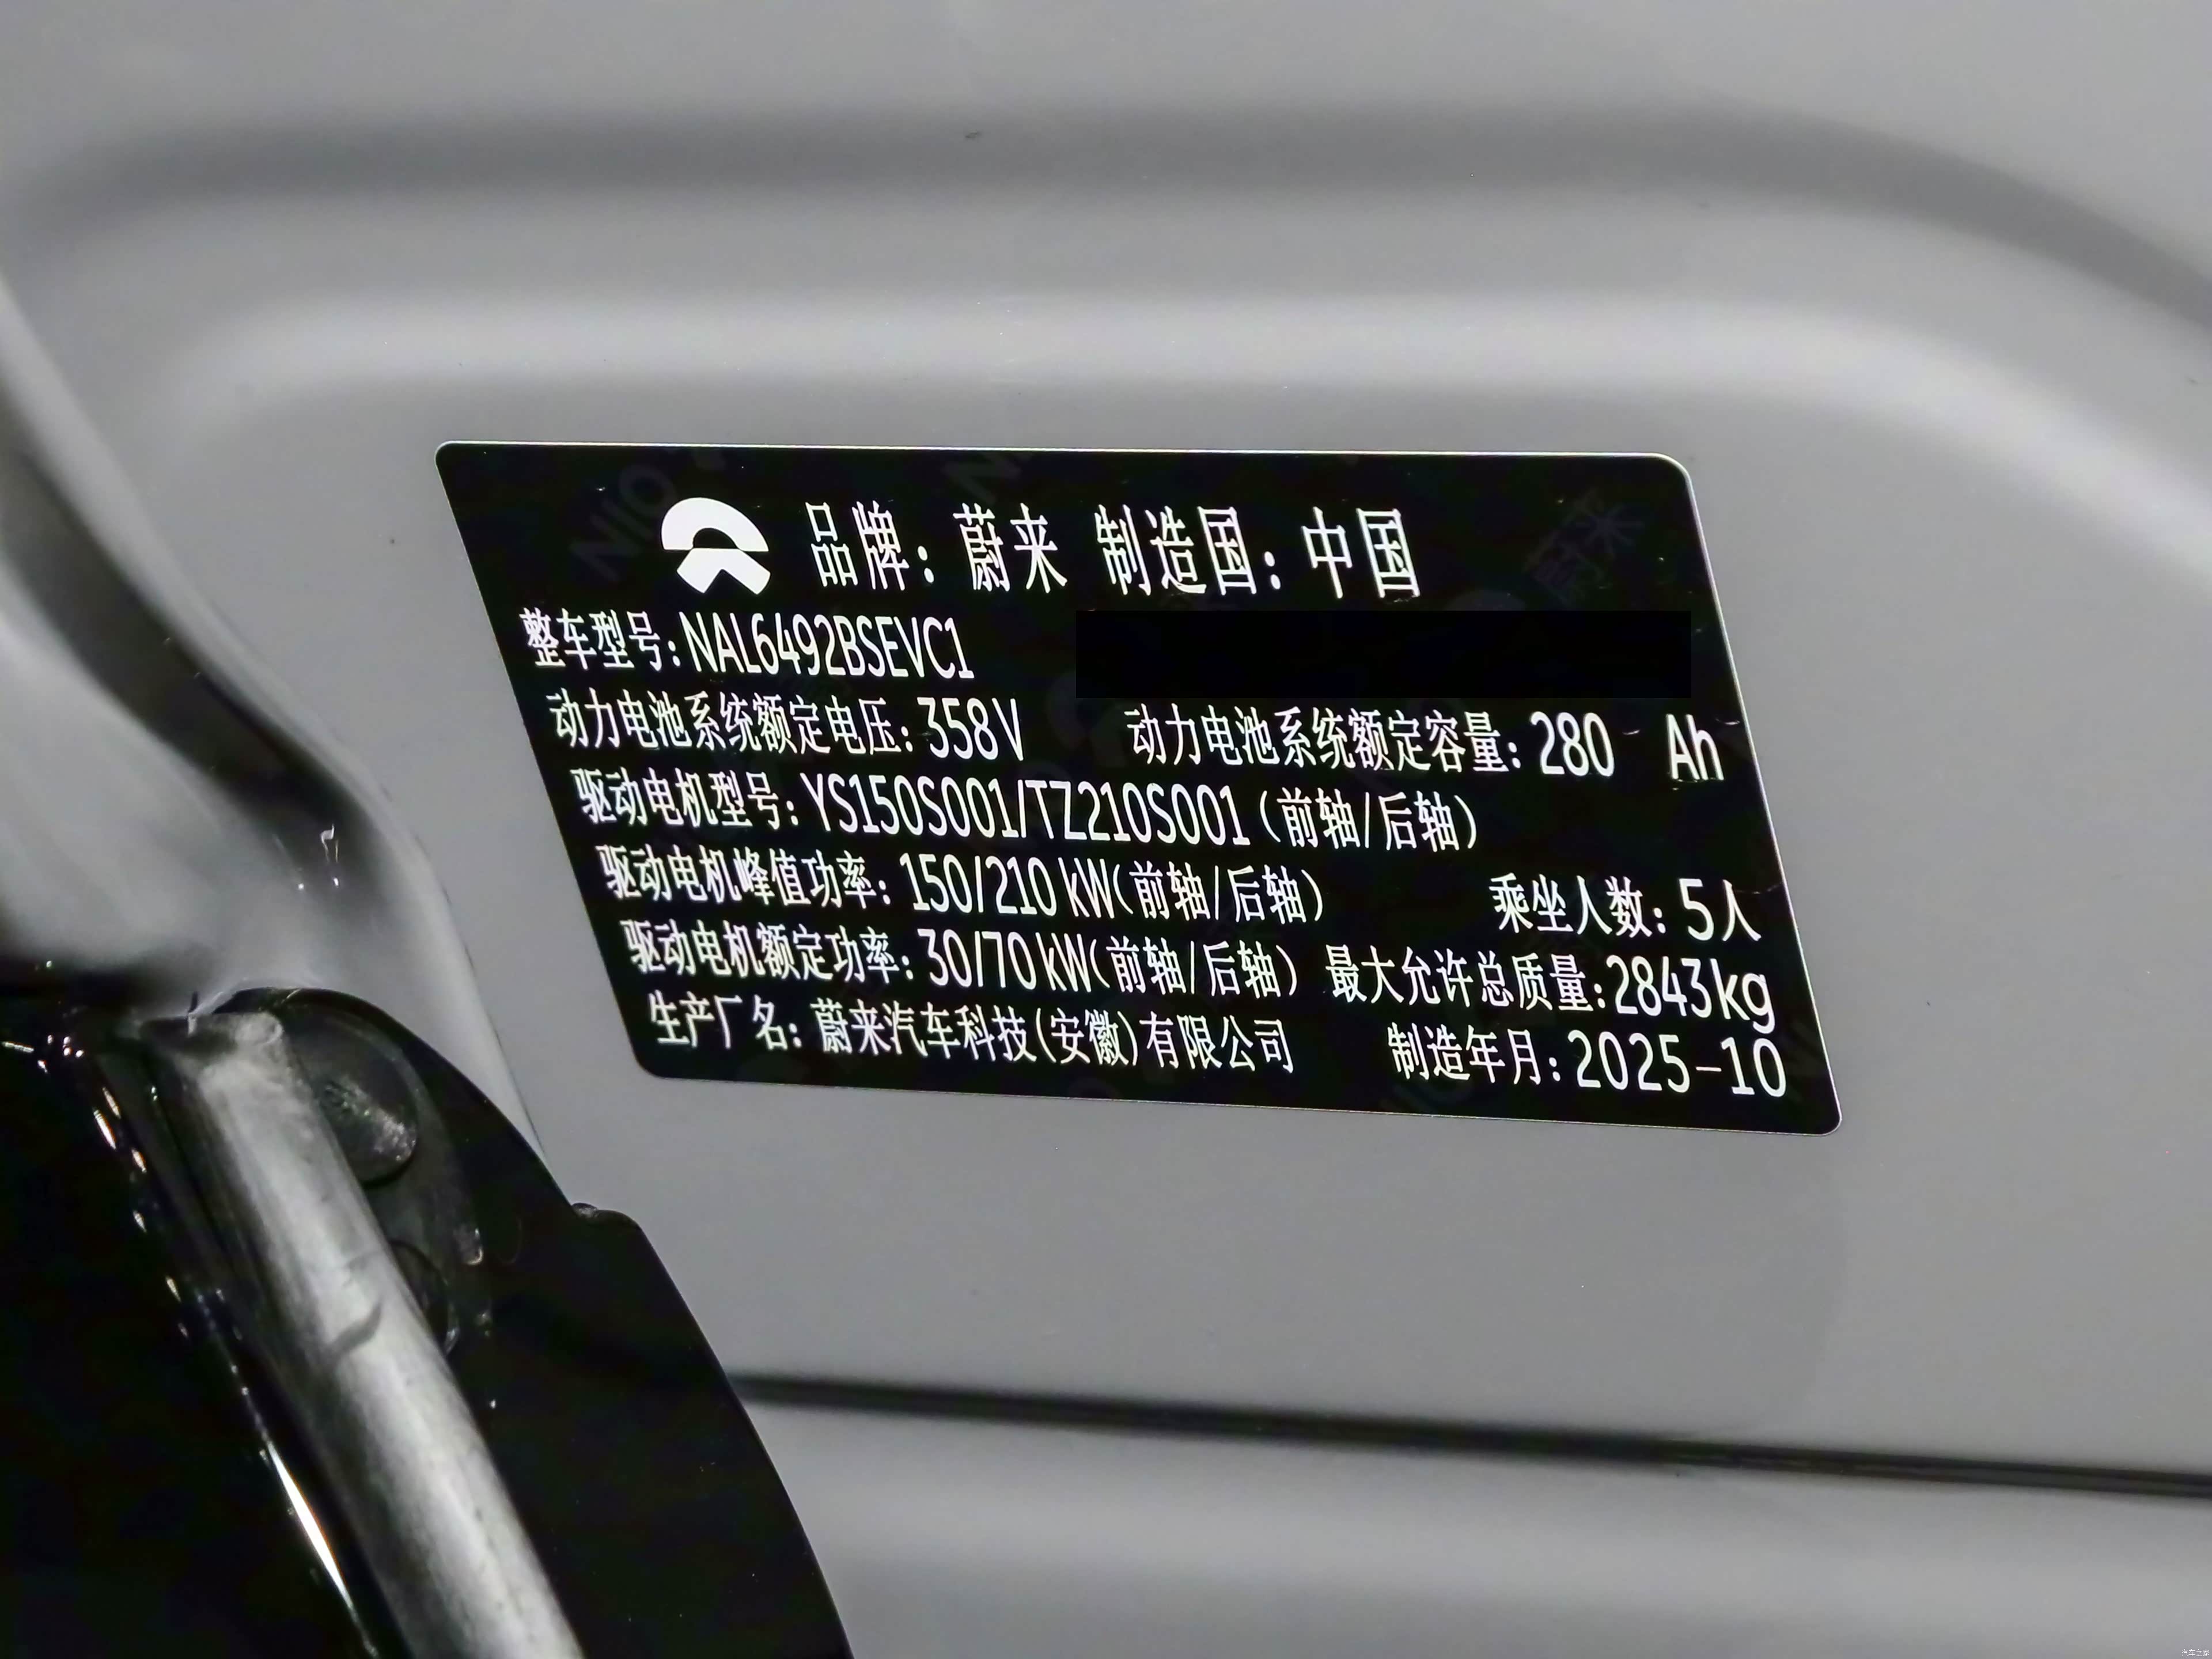 品牌：蔚来 制造国：中国
整车型号：NAL6492BSEVC1
动力电池系统额定电压：358V 动力电池系统额定容量：280 Ah
驱动电机型号：YS150S001/TZ210S001（前轴/后轴）
驱动电机峰值功率：150/210 kW(前轴/后轴） 乘坐人数：5人
驱动电机额定功率：30/70 kW(前轴/后轴） 最大允许总质量：2843kg
生产厂名：蔚来汽车科技(安徽)有限公司 制造年月：2025-10
汽车之家